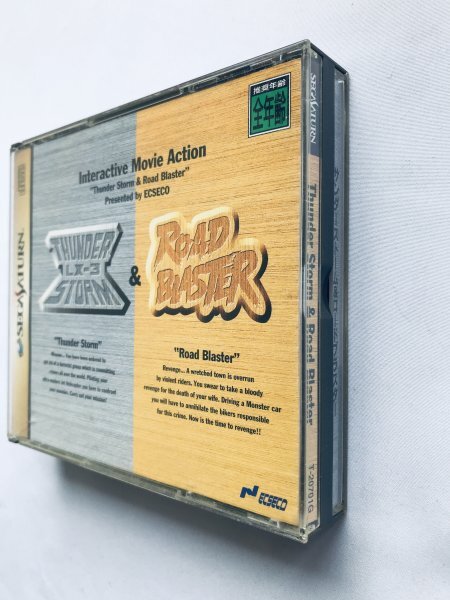 推奨年齢
全年齢
Interactive Movie Action
"Thunder Storm & Road Blaster"
Presented by ECSECO
THUNDER
LX-3
STORM
&
ROAD
BLASTER
"Thunder Storm"
"Road Blaster"
Revenge... A wretched town is overrun
by violent riders. You swear to take a bloody
revenge for the death of your wife. Driving a Monster car
you will have to annihilate the bikers responsible
for this crime. Now is the time to revenge!!
ECSECO
SEGA SATURN
SEGA SATURN
Thunder Storm & Road Blaster
T-20701G